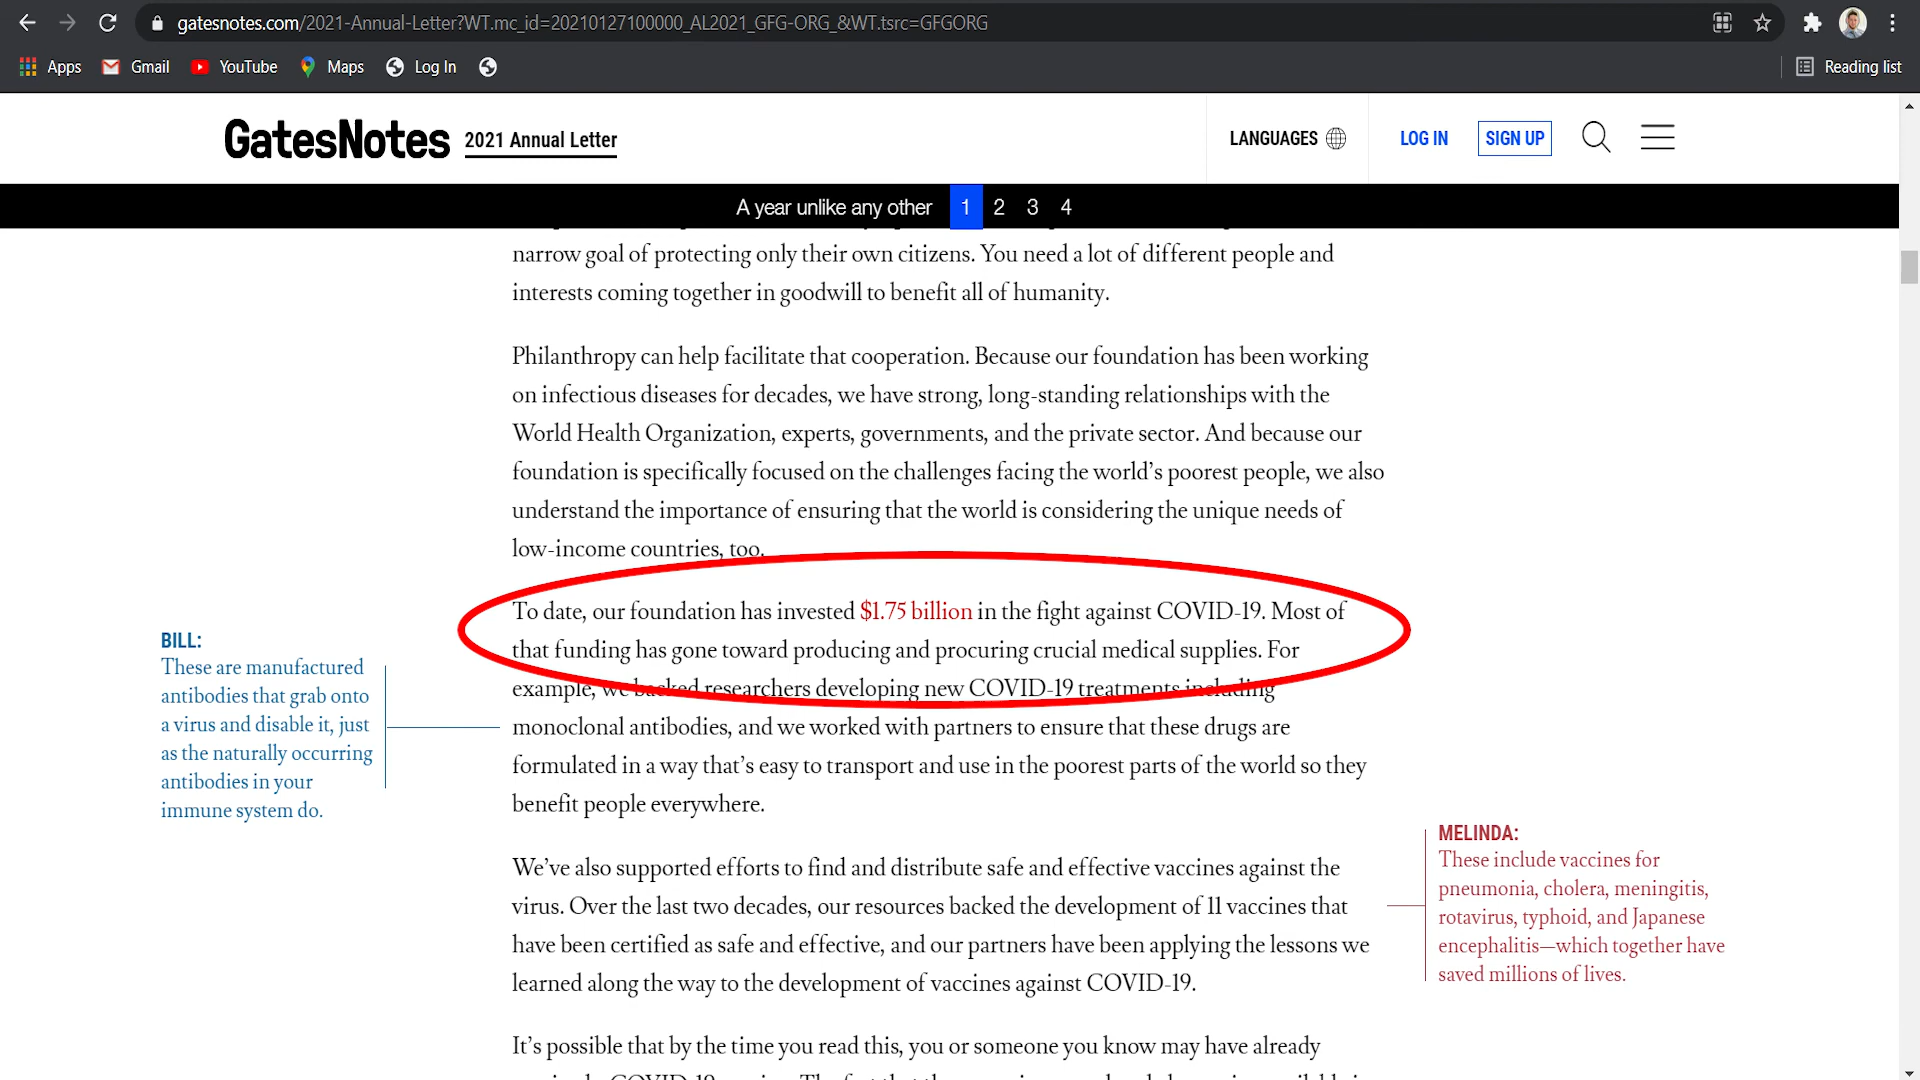 gatesnotes.com/2021-Annual-Letter?WT.mc_id=20210127100000_AL2021_GFG-ORG_&WT.tsrc=GFGORG
Apps Gmail YouTube Maps Log In Reading list
GatesNotes 2021 Annual Letter LANGUAGES LOG IN SIGN UP
A year unlike any other 1 2 3 4
narrow goal of protecting only their own citizens. You need a lot of different people and
interests coming together in goodwill to benefit all of humanity.
Philanthropy can help facilitate that cooperation. Because our foundation has been working
on infectious diseases for decades, we have strong, long-standing relationships with the
World Health Organization, experts, governments, and the private sector. And because our
foundation is specifically focused on the challenges facing the world’s poorest people, we also
understand the importance of ensuring that the world is considering the unique needs of
low-income countries, too.
To date, our foundation has invested $1.75 billion in the fight against COVID-19. Most of
that funding has gone toward producing and procuring crucial medical supplies. For
example, we backed researchers developing new COVID-19 treatments including
monoclonal antibodies, and we worked with partners to ensure that these drugs are
formulated in a way that’s easy to transport and use in the poorest parts of the world so they
benefit people everywhere.
BILL:
These are manufactured
antibodies that grab onto
a virus and disable it, just
as the naturally occurring
antibodies in your
immune system do.
We’ve also supported efforts to find and distribute safe and effective vaccines against the
virus. Over the last two decades, our resources backed the development of 11 vaccines that
have been certified as safe and effective, and our partners have been applying the lessons we
learned along the way to the development of vaccines against COVID-19.
MELINDA:
These include vaccines for
pneumonia, cholera, meningitis,
rotavirus, typhoid, and Japanese
encephalitis—which together have
saved millions of lives.
It’s possible that by the time you read this, you or someone you know may have already